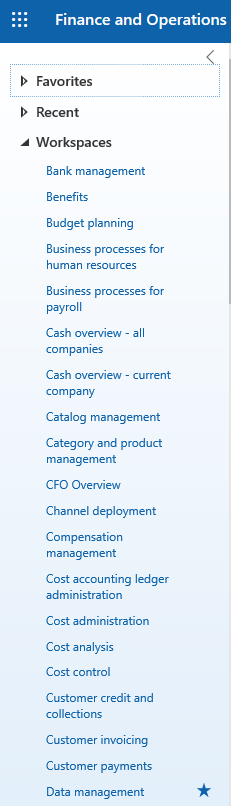 Finance and Operations
Favorites
Recent
Workspaces
Bank management
Benefits
Budget planning
Business processes for
human resources
Business processes for
payroll
Cash overview - all
companies
Cash overview - current
company
Catalog management
Category and product
management
CFO Overview
Channel deployment
Compensation
management
Cost accounting ledger
administration
Cost administration
Cost analysis
Cost control
Customer credit and
collections
Customer invoicing
Customer payments
Data management